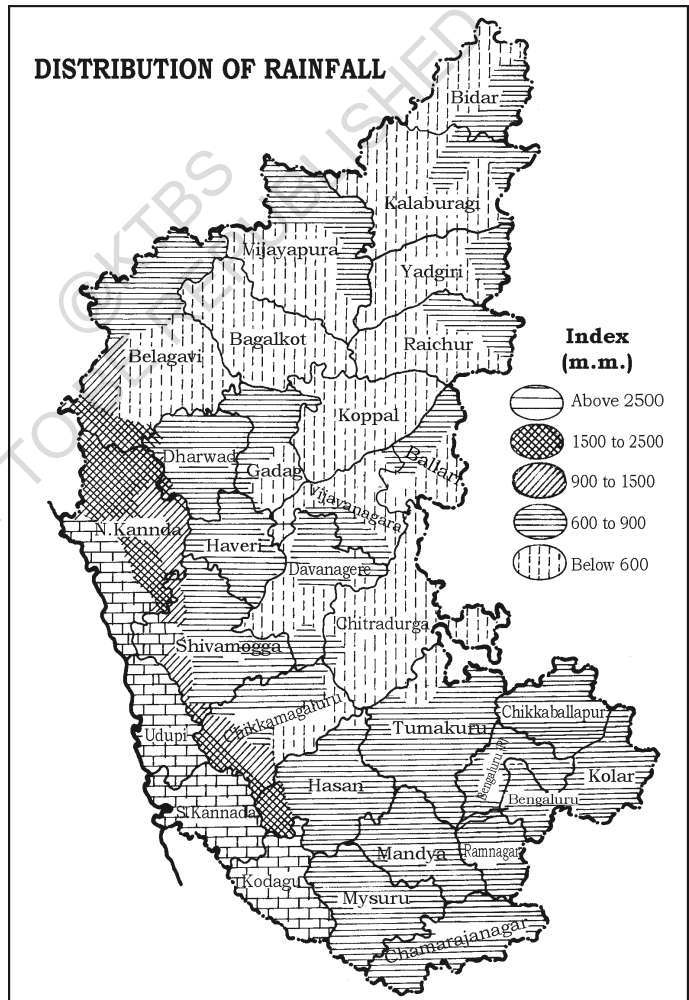 DISTRIBUTION OF RAINFALL
©KTBS
Bidar
Kalaburagi
Vijayapura
Yadgiri
Bagalkot
Belagavi
Raichur
Index
(m.m.)
Above 2500
1500 to 2500
900 to 1500
600 to 900
Below 600
Koppal
Dharwad
Gadag
Ballari
Vijayanagara
N.Kannda
Haveri
Davanagere
Chitradurga
Shivamogga
Chikkamagaluru
Udupi
Tumakuru
Chikkaballapur
Kolar
Bengaluru
Hasan
S.Kannada
Mandya
Ramnagar
Kodagu
Mysuru
Chamarajanagar